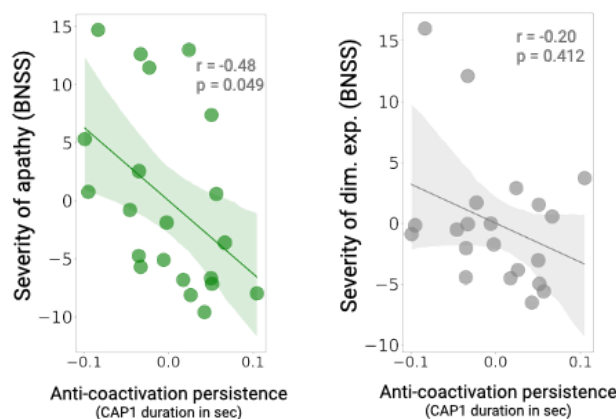 Severity of apathy (BNSS)
15
10
5
0
−5
−10
r = -0.48
p = 0.049
−0.1
0.0
0.1
Anti-coactivation persistence
(CAP1 duration in sec)
Severity of dim. exp. (BNSS)
15
10
5
0
−5
−10
r = -0.20
p = 0.412
−0.1
0.0
0.1
Anti-coactivation persistence
(CAP1 duration in sec)